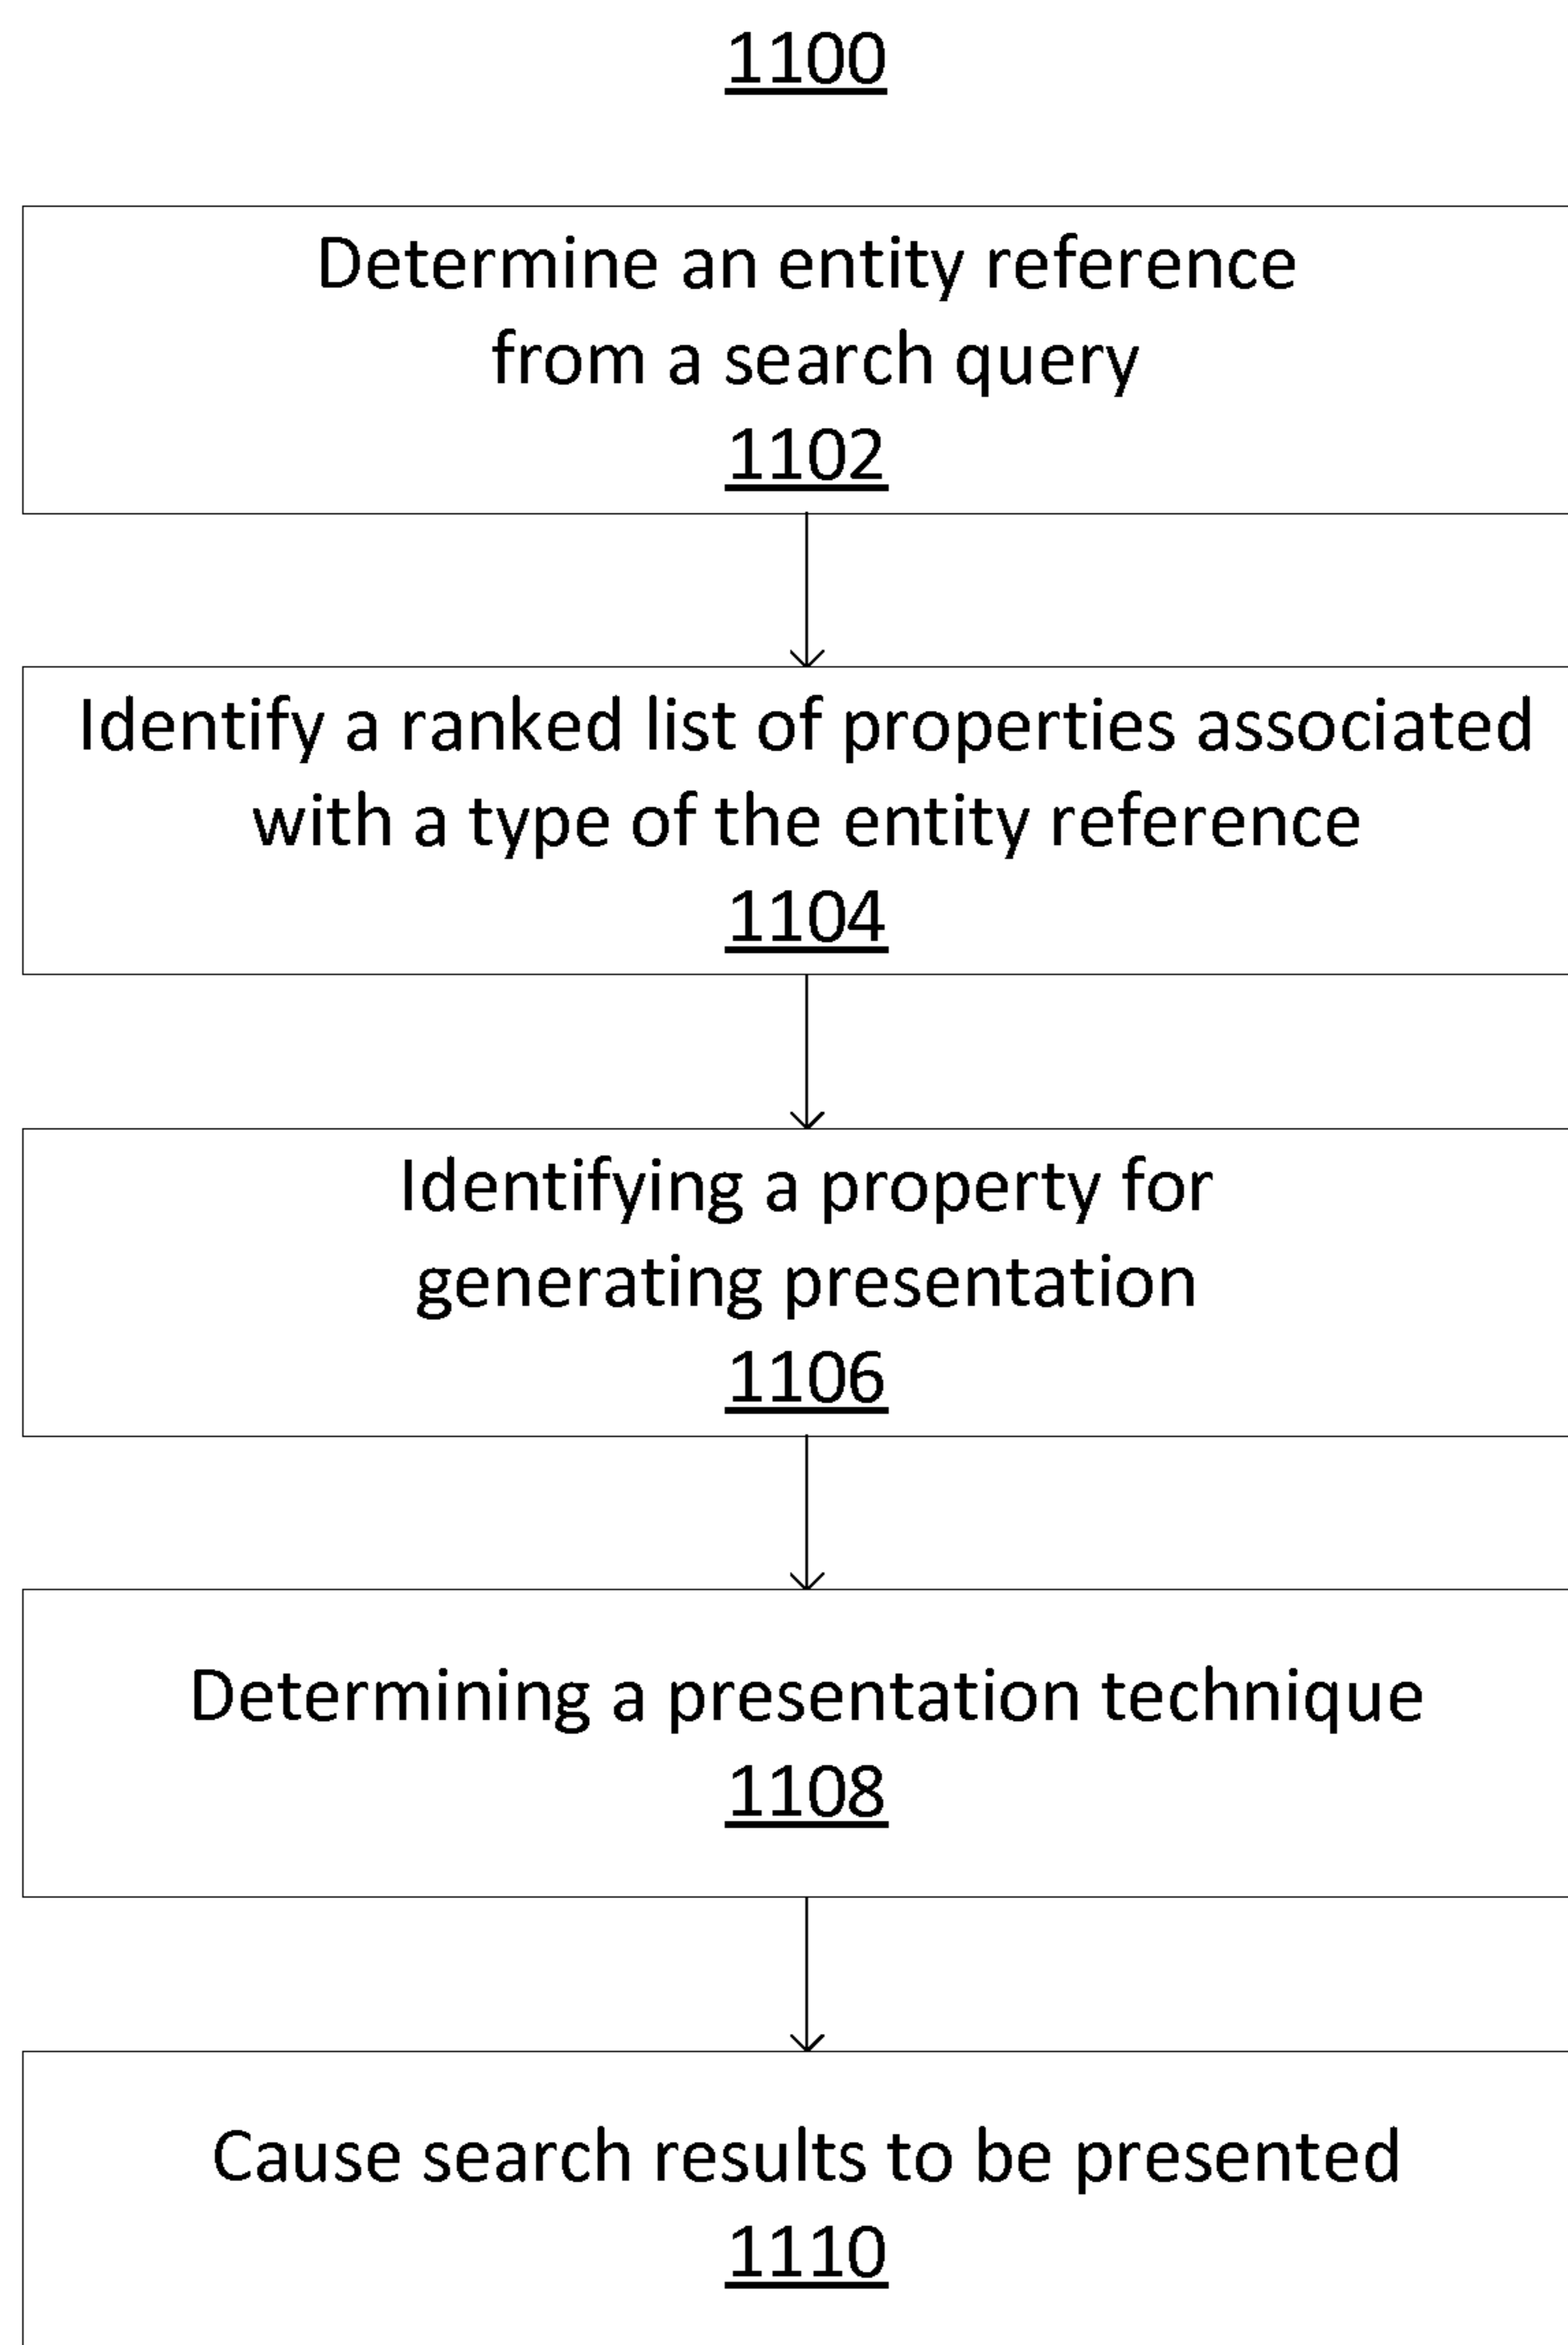 1100
Determine an entity reference
from a search query
1102
Identify a ranked list of properties associated
with a type of the entity reference
1104
Identifying a property for
generating presentation
1106
Determining a presentation technique
1108
Cause search results to be presented
1110